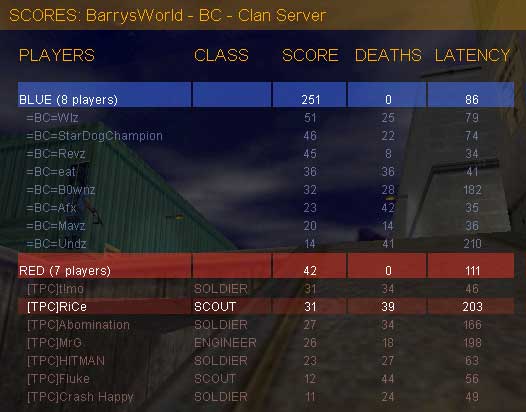 SCORES: BarrysWorld - BC - Clan Server
PLAYERS CLASS SCORE DEATHS LATENCY
BLUE (8 players) 251 0 86
=BC=Wlz 51 25 79
=BC=StarDogChampion 46 22 74
=BC=Revz 45 8 34
=BC=eat 36 36 41
=BC=B0wnz 32 28 182
=BC=Afx 23 42 35
=BC=Mavz 20 14 36
=BC=Undz 14 41 210
RED (7 players) 42 0 111
[TPC]tImo SOLDIER 31 34 46
[TPC]RiCe SCOUT 31 39 203
[TPC]Abomination SOLDIER 27 34 166
[TPC]MrG ENGINEER 26 18 198
[TPC]HITMAN SOLDIER 23 27 63
[TPC]Fluke SCOUT 12 44 56
[TPC]Crash Happy SOLDIER 11 24 49